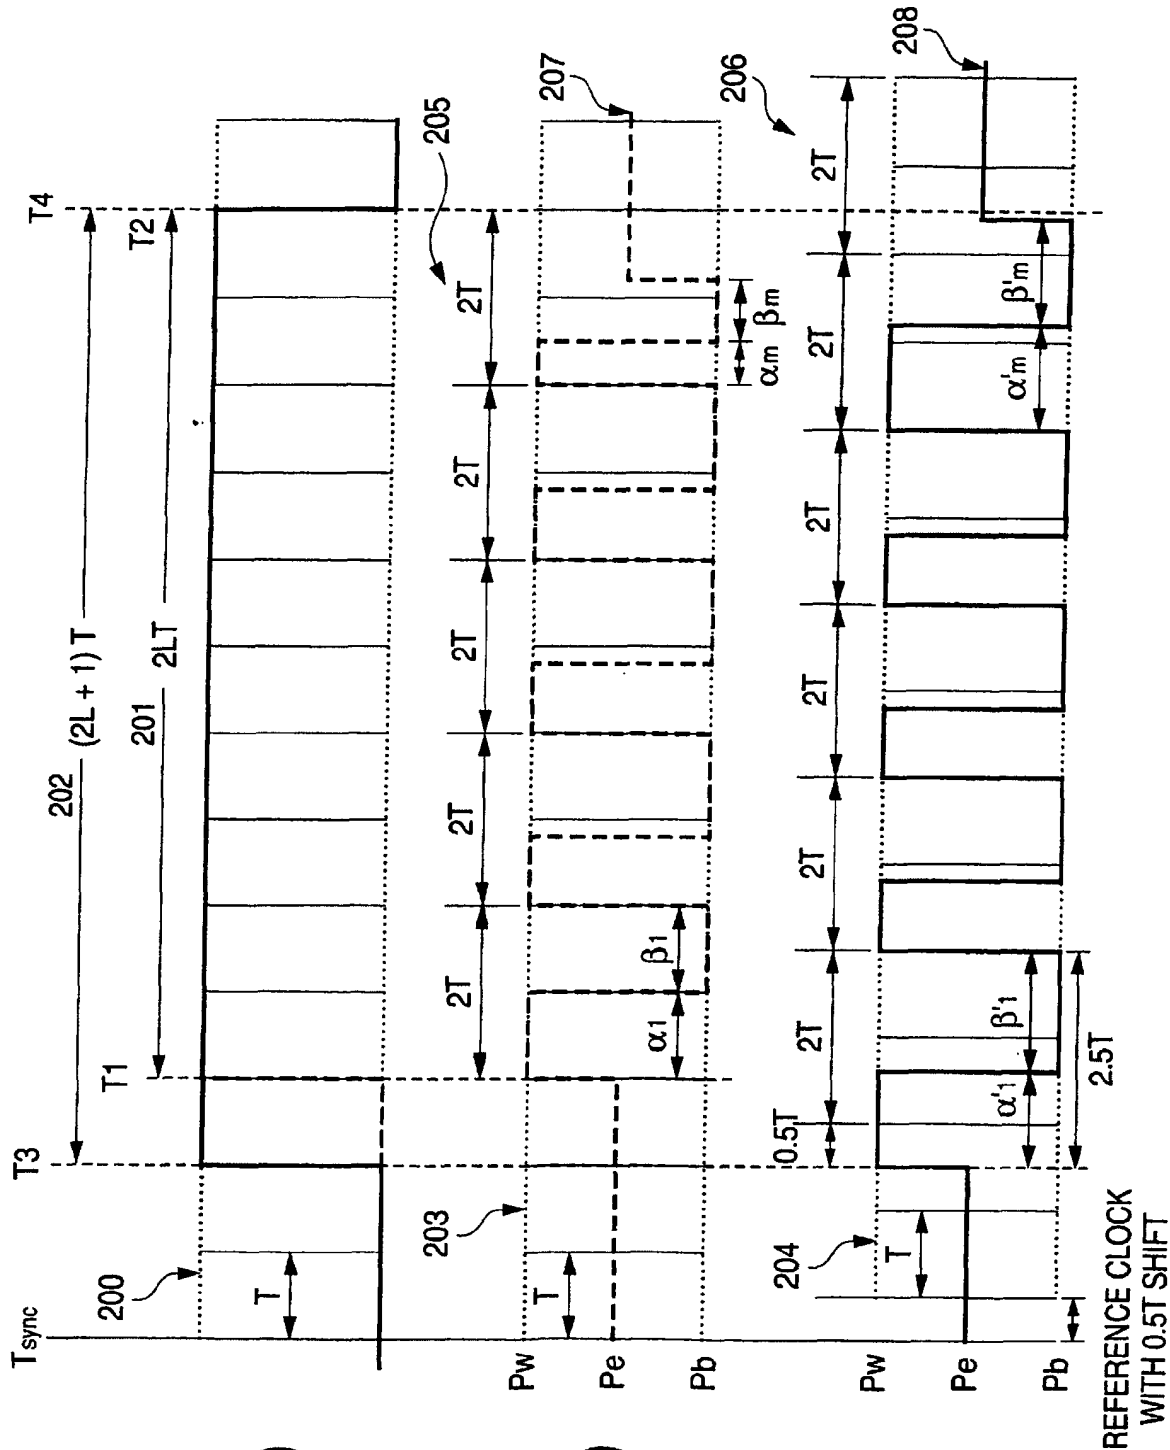 Tsync
T3
T1
T2
T4
202
(2L + 1) T
201
2LT
200
T
205
203
T
Pw
Pe
Pb
2T
2T
2T
2T
2T
α1
β1
αm
βm
207
206
204
T
Pw
Pe
Pb
0.5T
2T
2T
2T
2T
2T
2T
α'1
β'1
α'm
β'm
2.5T
208
REFERENCE CLOCK
WITH 0.5T SHIFT